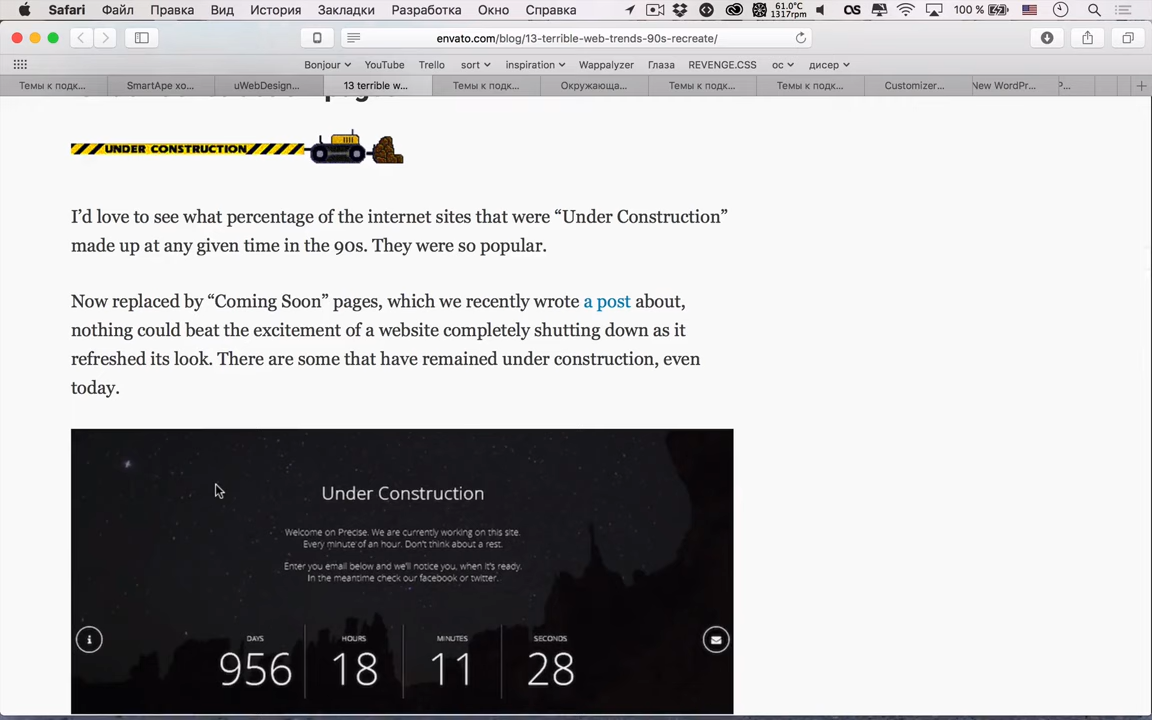 Safari Файл Правка Вид История Закладки Разработка Окно Справка 61.0°C 1317rpm 100 %
envato.com/blog/13-terrible-web-trends-90s-recreate/
Bonjour YouTube Trello sort inspiration Wappalyzer Глаза REVENGE.CSS ос дисер
Темы к подк... SmartApe хо... uWebDesign... 13 terrible w... Темы к подк... Окружающа... Темы к подк... Темы к подк... Customizer... New WordPr...
UNDER CONSTRUCTION
I’d love to see what percentage of the internet sites that were “Under Construction”
made up at any given time in the 90s. They were so popular.
Now replaced by “Coming Soon” pages, which we recently wrote a post about,
nothing could beat the excitement of a website completely shutting down as it
refreshed its look. There are some that have remained under construction, even
today.
Under Construction
Welcome on Precise. We are currently working on this site.
Every minute of an hour. Don't think about a rest.
Enter you email below and we'll notice you, when it's ready.
In the meantime check our facebook or twitter.
DAYS HOURS MINUTES SECONDS
956 18 11 28